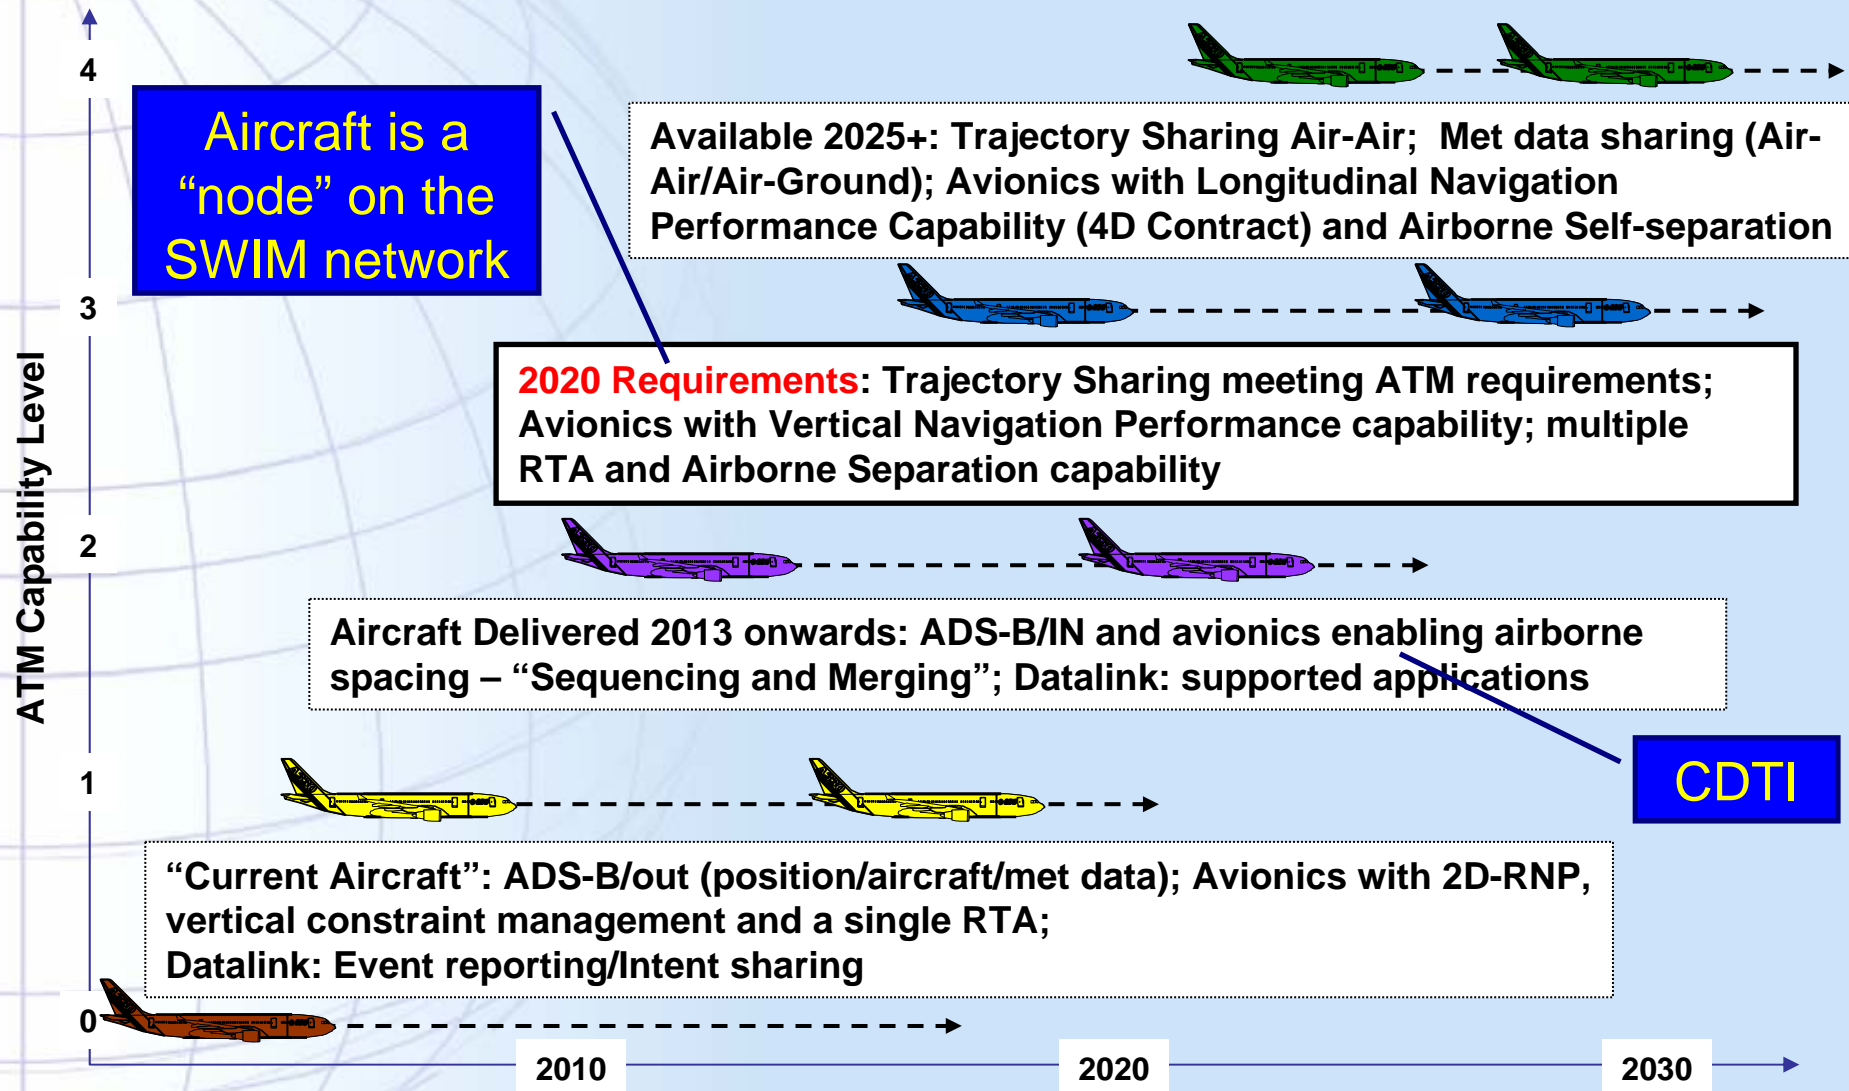 4
Aircraft is a
“node” on the
SWIM network
Available 2025+: Trajectory Sharing Air-Air;  Met data sharing (Air-
Air/Air-Ground); Avionics with Longitudinal Navigation
Performance Capability (4D Contract) and Airborne Self-separation
3
2020 Requirements: Trajectory Sharing meeting ATM requirements;
Avionics with Vertical Navigation Performance capability; multiple
RTA and Airborne Separation capability
ATM Capability Level
2
Aircraft Delivered 2013 onwards: ADS-B/IN and avionics enabling airborne
spacing – “Sequencing and Merging”; Datalink: supported applications
CDTI
1
“Current Aircraft”: ADS-B/out (position/aircraft/met data); Avionics with 2D-RNP,
vertical constraint management and a single RTA;
Datalink: Event reporting/Intent sharing
0
2010
2020
2030